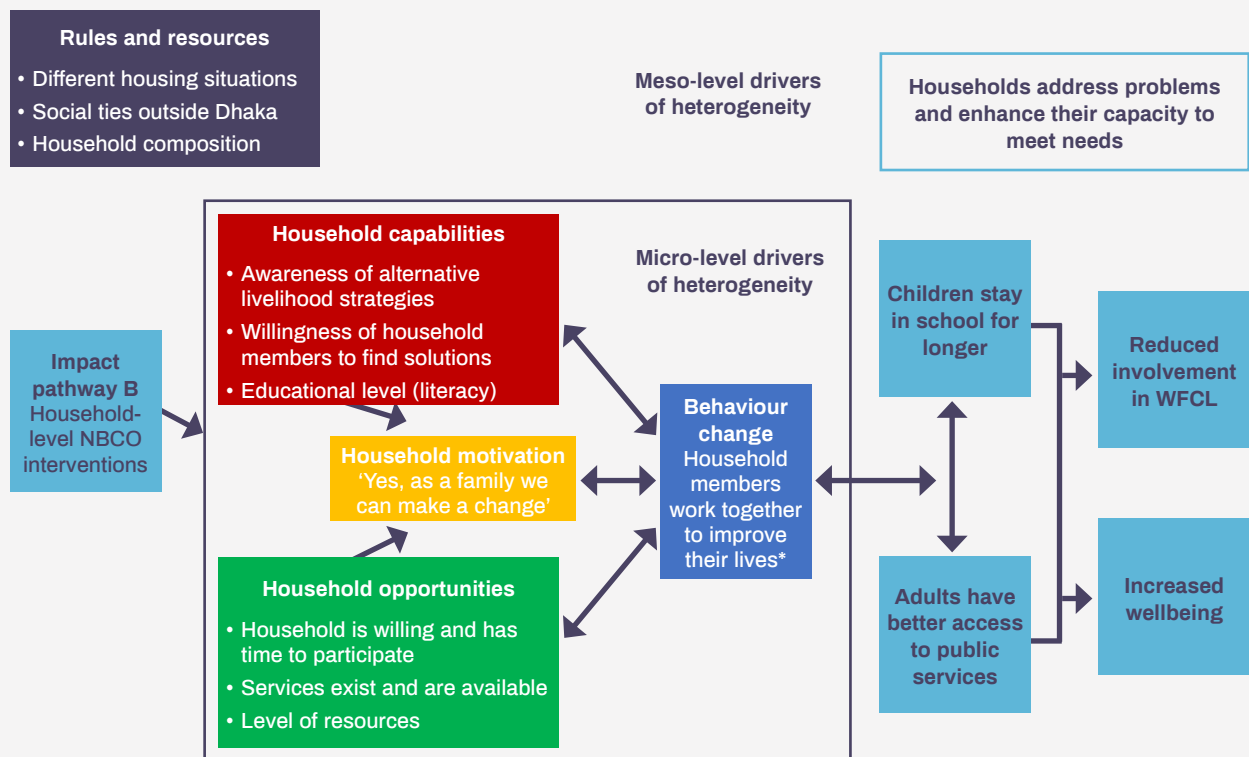 Rules and resources
• Different housing situations
• Social ties outside Dhaka
• Household composition
Meso-level drivers
of heterogeneity
Households address problems
and enhance their capacity to
meet needs
Household capabilities
• Awareness of alternative
livelihood strategies
• Willingness of household
members to find solutions
• Educational level (literacy)
Micro-level drivers
of heterogeneity
Impact
pathway B
Household-
level NBCO
interventions
Household motivation
‘Yes, as a family we
can make a change’
Household opportunities
• Household is willing and has
time to participate
• Services exist and are available
• Level of resources
Behaviour
change
Household
members
work together
to improve
their lives*
Children stay
in school for
longer
Adults have
better access
to public
services
Reduced
involvement
in WFCL
Increased
wellbeing